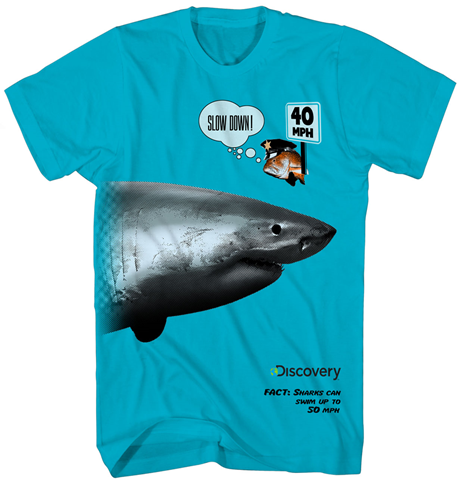 SLOW DOWN!
40
MPH
Discovery
FACT: SHARKS CAN
SWIM UP TO
50 MPH